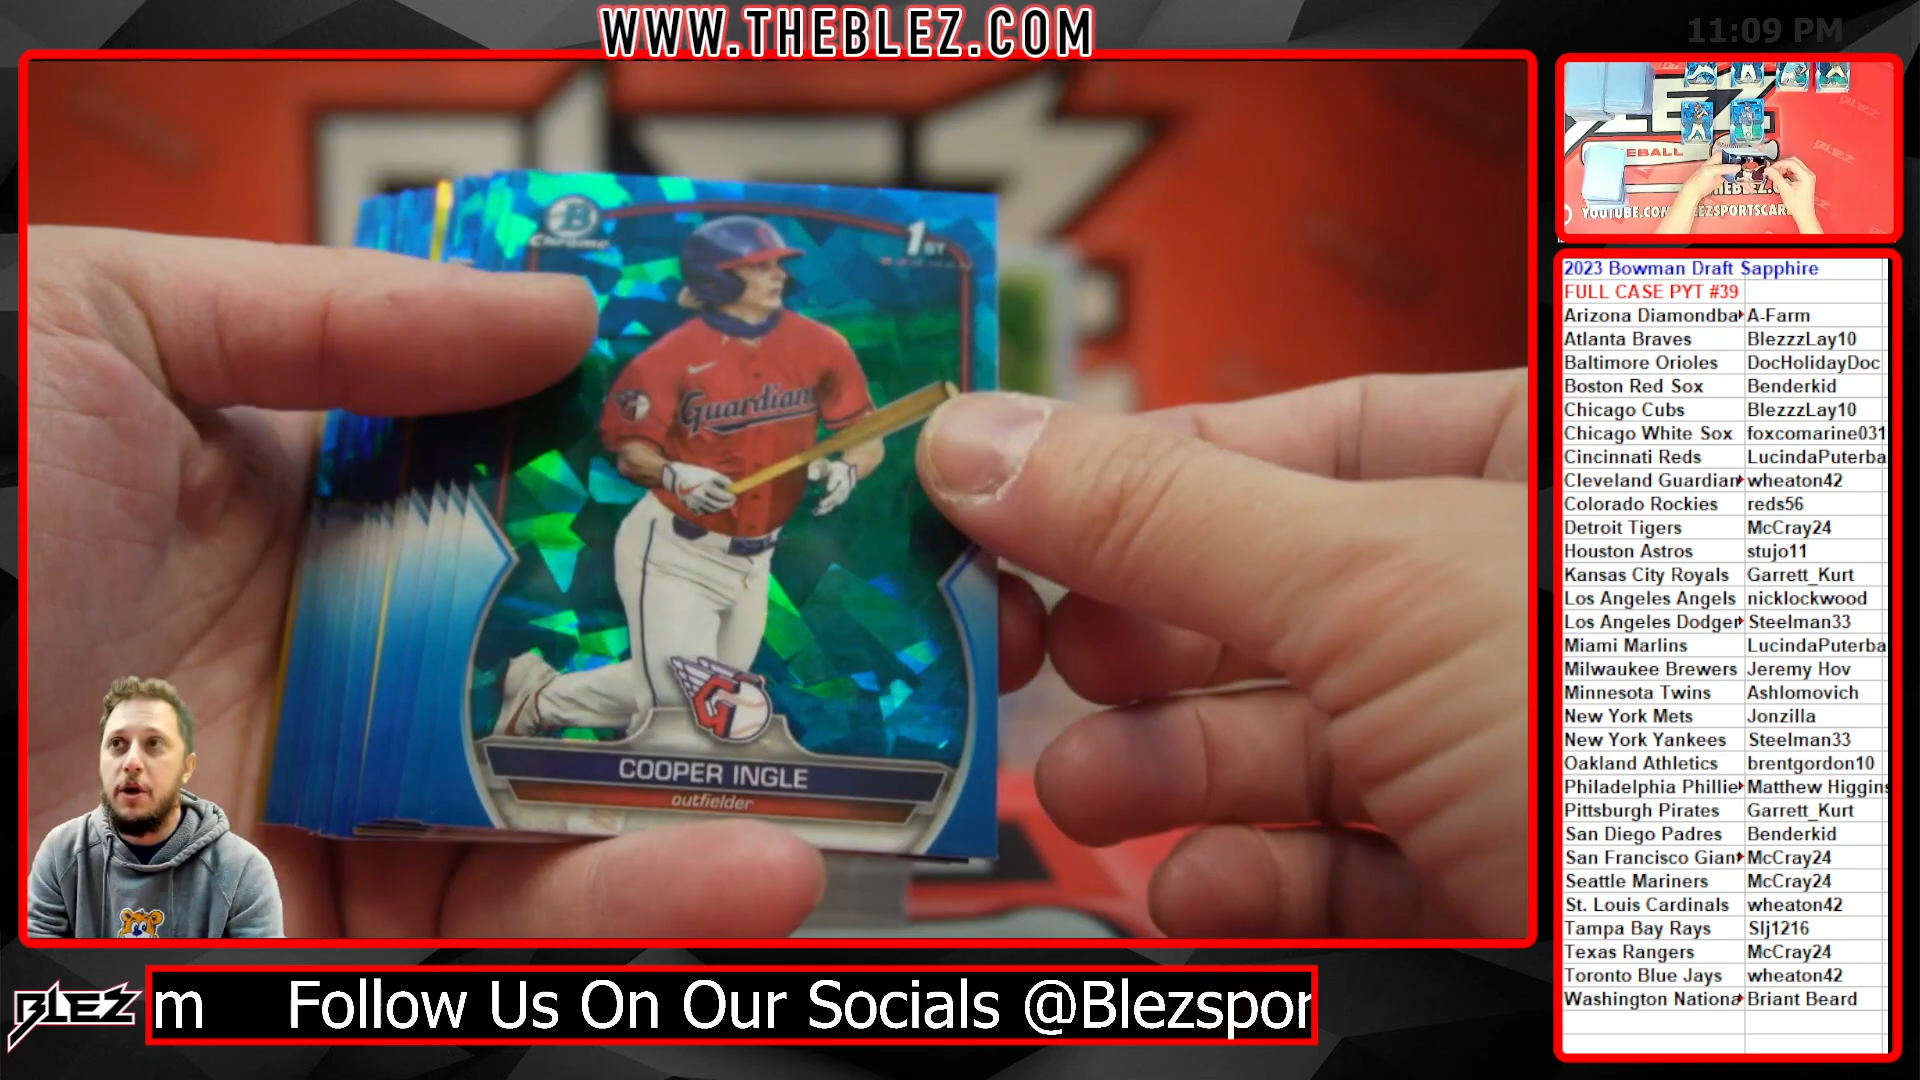 WWW.THEBLEZ.COM
11:09 PM
B
Chrome
1ST
Guardians
COOPER INGLE
outfielder
EBALL
YOUTUBE.COM
LEZSPORTSCAR
2023 Bowman Draft Sapphire
FULL CASE PYT #39
Arizona Diamondba A-Farm
Atlanta Braves BlezzzLay10
Baltimore Orioles DocHolidayDoc
Boston Red Sox Benderkid
Chicago Cubs BlezzzLay10
Chicago White Sox foxcomarine031
Cincinnati Reds LucindaPuterba
Cleveland Guardian wheaton42
Colorado Rockies reds56
Detroit Tigers McCray24
Houston Astros stujo11
Kansas City Royals Garrett_Kurt
Los Angeles Angels nicklockwood
Los Angeles Dodger Steelman33
Miami Marlins LucindaPuterba
Milwaukee Brewers Jeremy Hov
Minnesota Twins Ashlomovich
New York Mets Jonzilla
New York Yankees Steelman33
Oakland Athletics brentgordon10
Philadelphia Phillie Matthew Higgins
Pittsburgh Pirates Garrett_Kurt
San Diego Padres Benderkid
San Francisco Giant McCray24
Seattle Mariners McCray24
St. Louis Cardinals wheaton42
Tampa Bay Rays Slj1216
Texas Rangers McCray24
Toronto Blue Jays wheaton42
Washington Nationa Briant Beard
BLEZ
m Follow Us On Our Socials @Blezspor